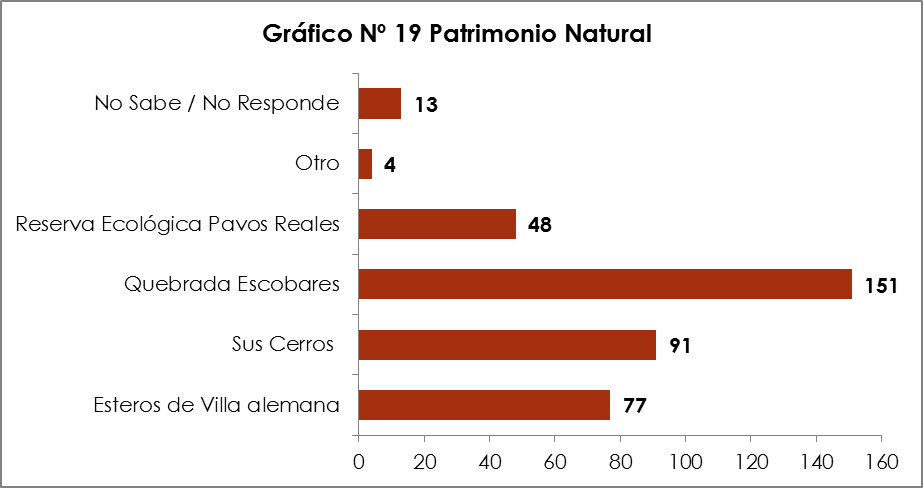 Gráfico Nº 19 Patrimonio Natural
No Sabe / No Responde 13
Otro 4
Reserva Ecológica Pavos Reales 48
Quebrada Escobares 151
Sus Cerros 91
Esteros de Villa alemana 77
0 20 40 60 80 100 120 140 160